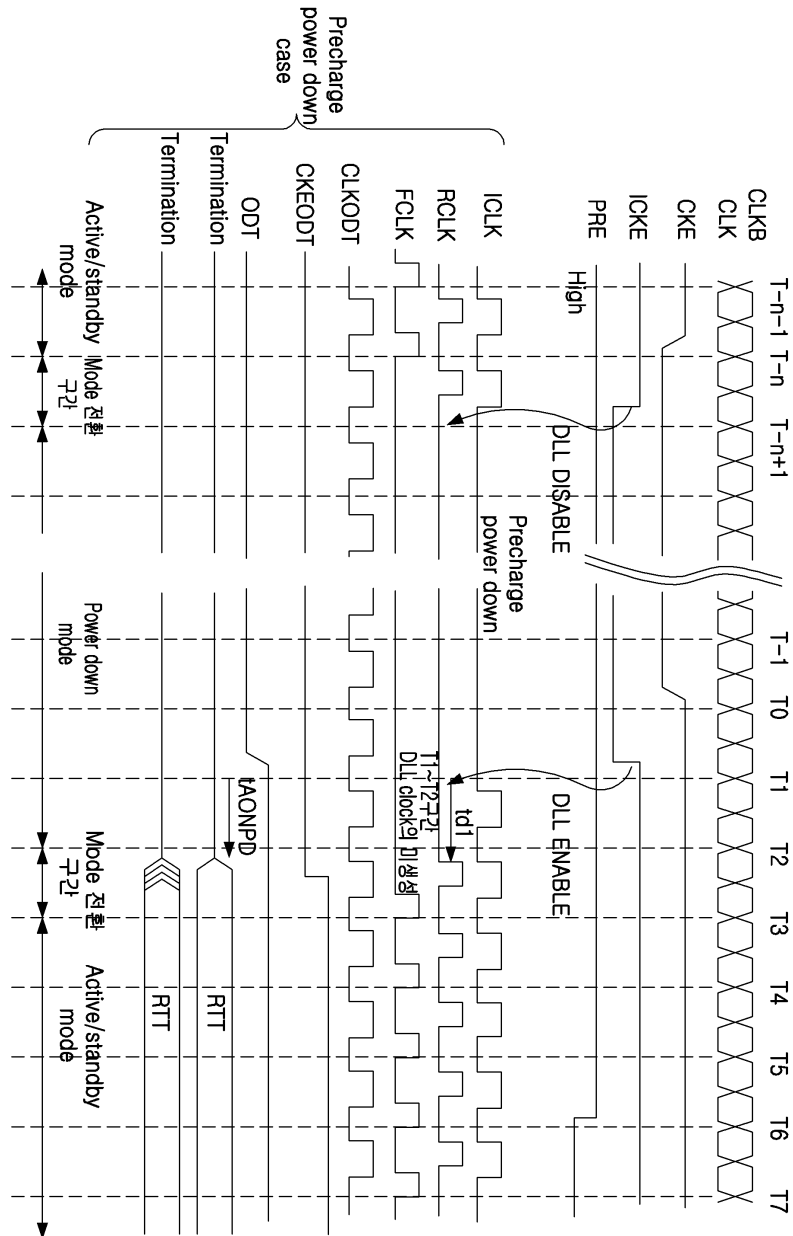 T-n-1
T-n
T-n+1
T-1
T0
T1
T2
T3
T4
T5
T6
T7
CLKB
CLK
CKE
ICKE
PRE
High
DLL DISABLE
DLL ENABLE
Precharge
power down
Precharge
power down
case
ICLK
RCLK
td1
T1~T2구간
DLL clock의 미생성
FCLK
CLKODT
CKEODT
ODT
tAONPD
Termination
RTT
Termination
RTT
Active/standby
mode
Mode 전환
구간
Power down
mode
Mode 전환
구간
Active/standby
mode